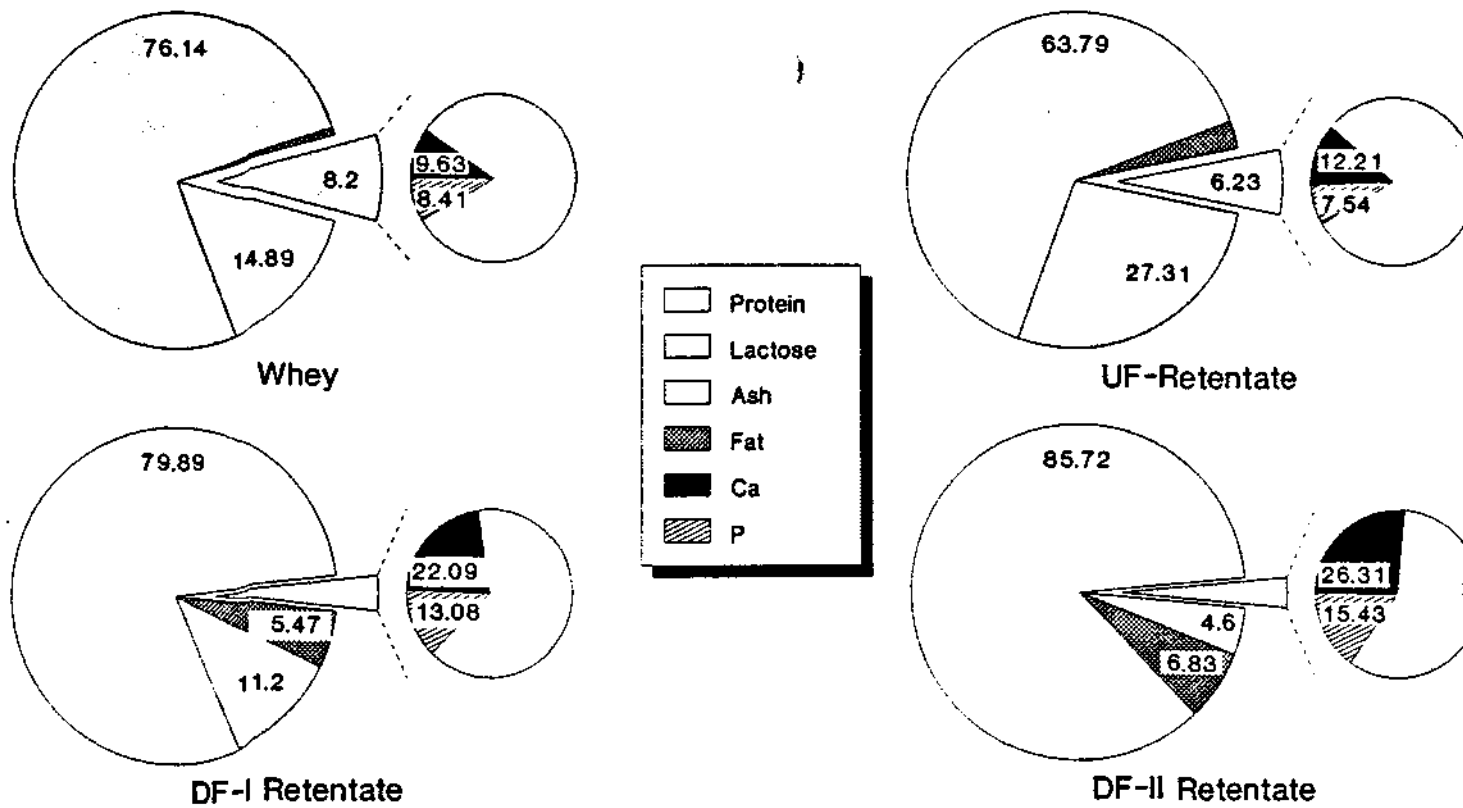 76.14
8.2
14.89
9.63
8.41
Whey
63.79
6.23
27.31
12.21
7.54
UF-Retentate
Protein
Lactose
Ash
Fat
Ca
P
79.89
5.47
11.2
22.09
13.08
DF-I Retentate
85.72
4.6
6.83
26.31
15.43
DF-II Retentate